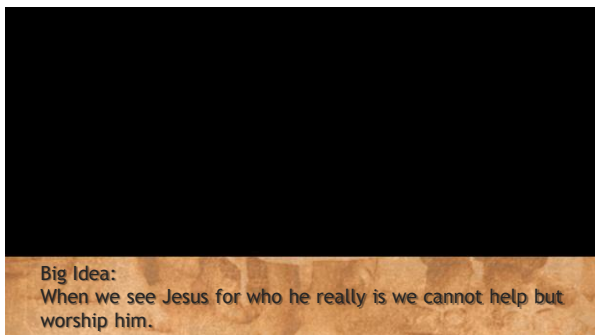 Big Idea:
When we see Jesus for who he really is we cannot help but
worship him.